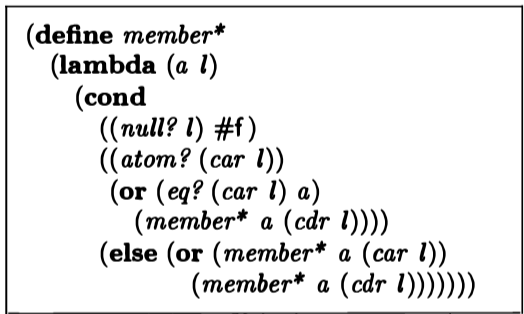 (define member*
(lambda (a l)
(cond
((null? l) #f)
((atom? (car l))
(or (eq? (car l) a)
(member* a (cdr l))))
(else (or (member* a (car l))
(member* a (cdr l)))))))